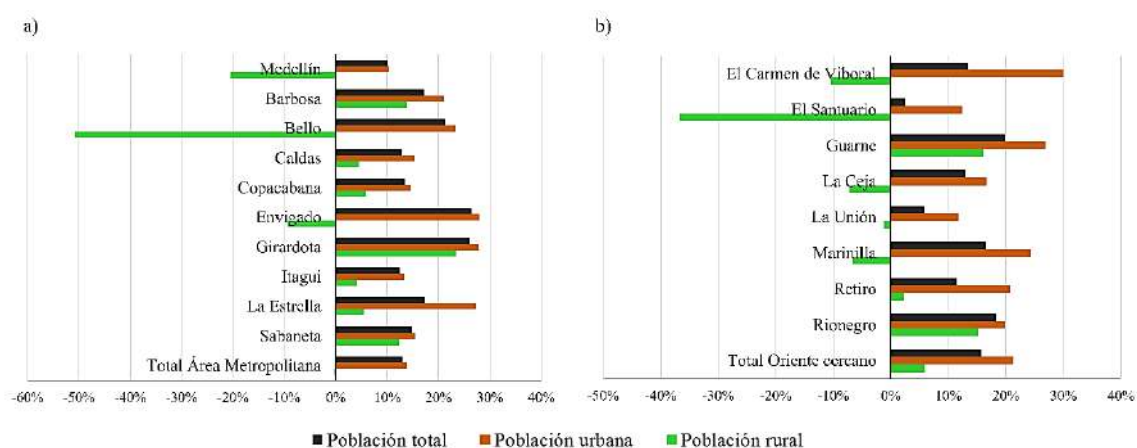 a)
Medellín
Barbosa
Bello
Caldas
Copacabana
Envigado
Girardota
Itagui
La Estrella
Sabaneta
Total Área Metropolitana
-60% -50% -40% -30% -20% -10% 0% 10% 20% 30% 40%
b)
El Carmen de Viboral
El Santuario
Guarne
La Ceja
La Unión
Marinilla
Retiro
Rionegro
Total Oriente cercano
-50% -40% -30% -20% -10% 0% 10% 20% 30% 40%
Población total Población urbana Población rural